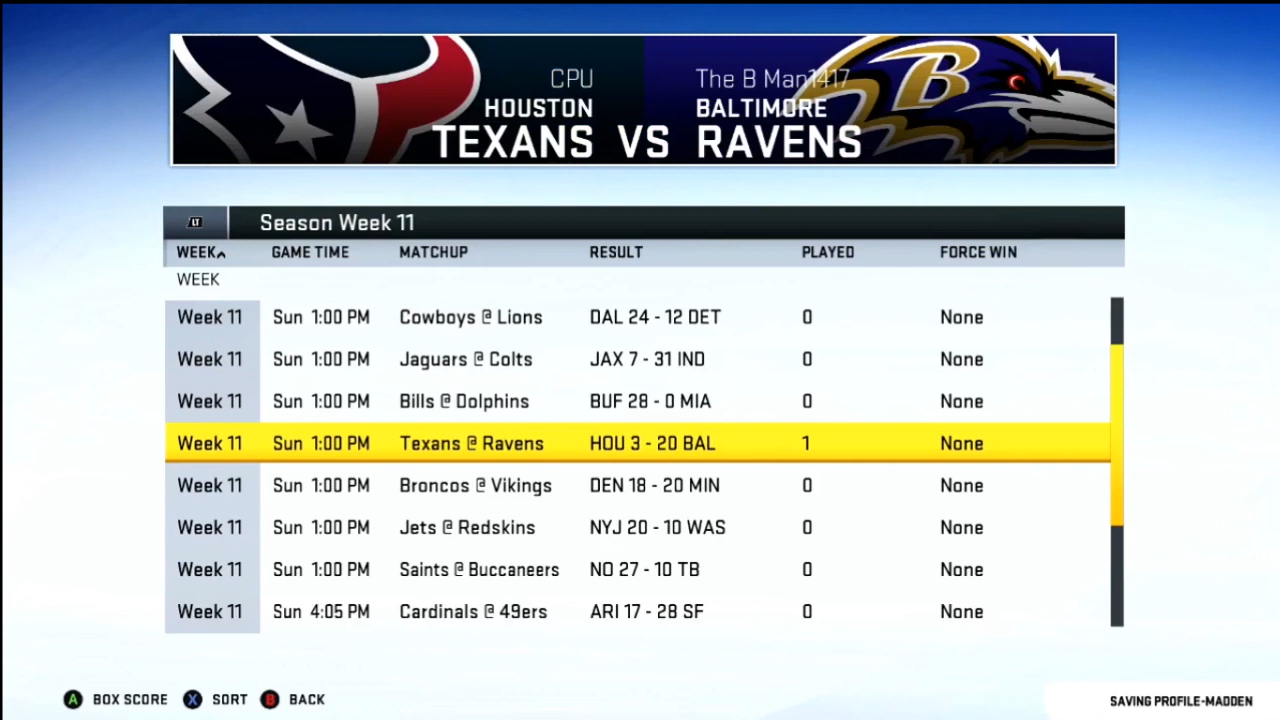 CPU The B Man1417
HOUSTON BALTIMORE
TEXANS VS RAVENS
LT Season Week 11
WEEK GAME TIME MATCHUP RESULT PLAYED FORCE WIN
WEEK
Week 11 Sun 1:00 PM Cowboys @ Lions DAL 24 - 12 DET 0 None
Week 11 Sun 1:00 PM Jaguars @ Colts JAX 7 - 31 IND 0 None
Week 11 Sun 1:00 PM Bills @ Dolphins BUF 28 - 0 MIA 0 None
Week 11 Sun 1:00 PM Texans @ Ravens HOU 3 - 20 BAL 1 None
Week 11 Sun 1:00 PM Broncos @ Vikings DEN 18 - 20 MIN 0 None
Week 11 Sun 1:00 PM Jets @ Redskins NYJ 20 - 10 WAS 0 None
Week 11 Sun 1:00 PM Saints @ Buccaneers NO 27 - 10 TB 0 None
Week 11 Sun 4:05 PM Cardinals @ 49ers ARI 17 - 28 SF 0 None
A BOX SCORE X SORT B BACK
SAVING PROFILE-MADDEN